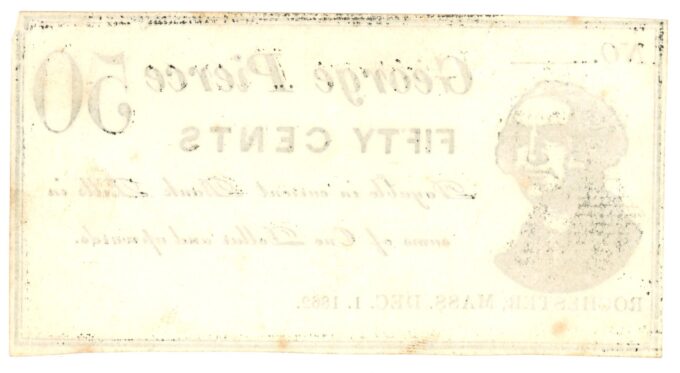 No.
George Pierce 50
FIFTY CENTS
Payable in current Bank Bills in
sums of One Dollar and upwards.
ROCHESTER, MASS. DEC. 1, 1862.